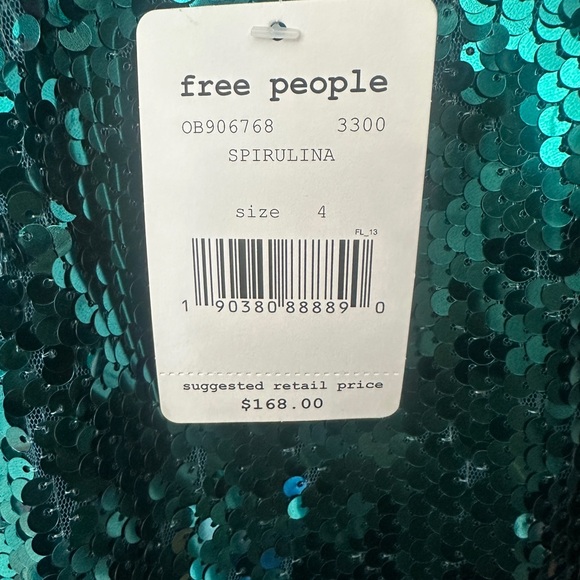 free people
OB906768 3300
SPIRULINA
size 4
FL_13
1 90380 88889 0
suggested retail price
$168.00